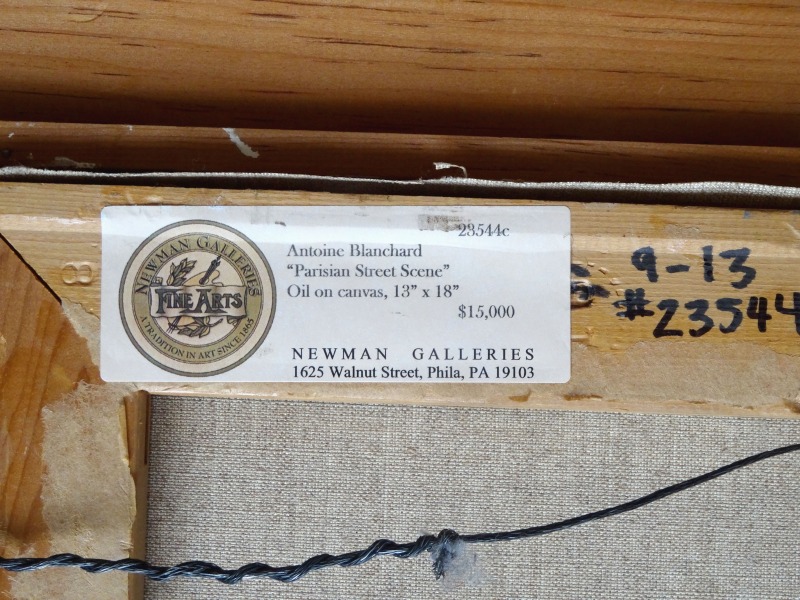 23544c
Antoine Blanchard
“Parisian Street Scene”
Oil on canvas, 13” x 18”
$15,000
NEWMAN GALLERIES
1625 Walnut Street, Phila, PA 19103
NEWMAN GALLERIES
FINE ARTS
A TRADITION IN ART SINCE 1865
9-13
#23544
8